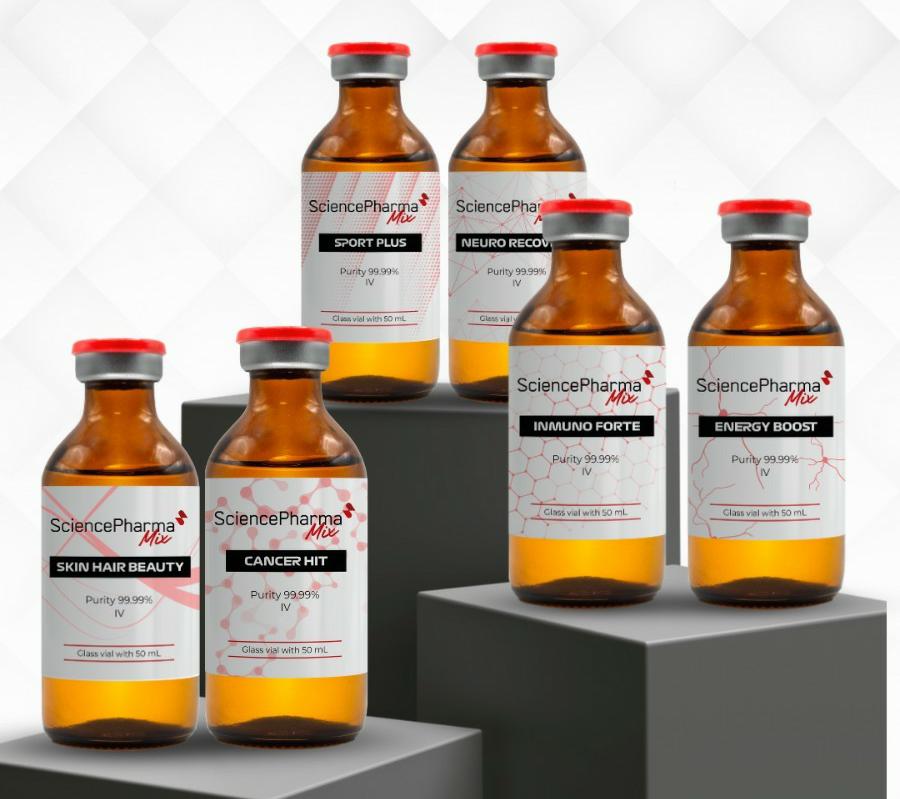 SciencePharma
Mix
SPORT PLUS
Purity 99.99%
IV
Glass vial with 50 mL
NEURO
Purity 99.99%
IV
Glass vial
SciencePharma
Mix
INMUNO FORTE
Purity 99.99%
IV
Glass vial with 50 mL
SciencePharma
Mix
ENERGY BOOST
Purity 99.99%
IV
Glass vial with 50 mL
SciencePharma
Mix
SKIN HAIR BEAUTY
Purity 99.99%
IV
Glass vial with 50 mL
SciencePharma
Mix
CANCER HIT
Purity 99.99%
IV
Glass vial with 50 mL